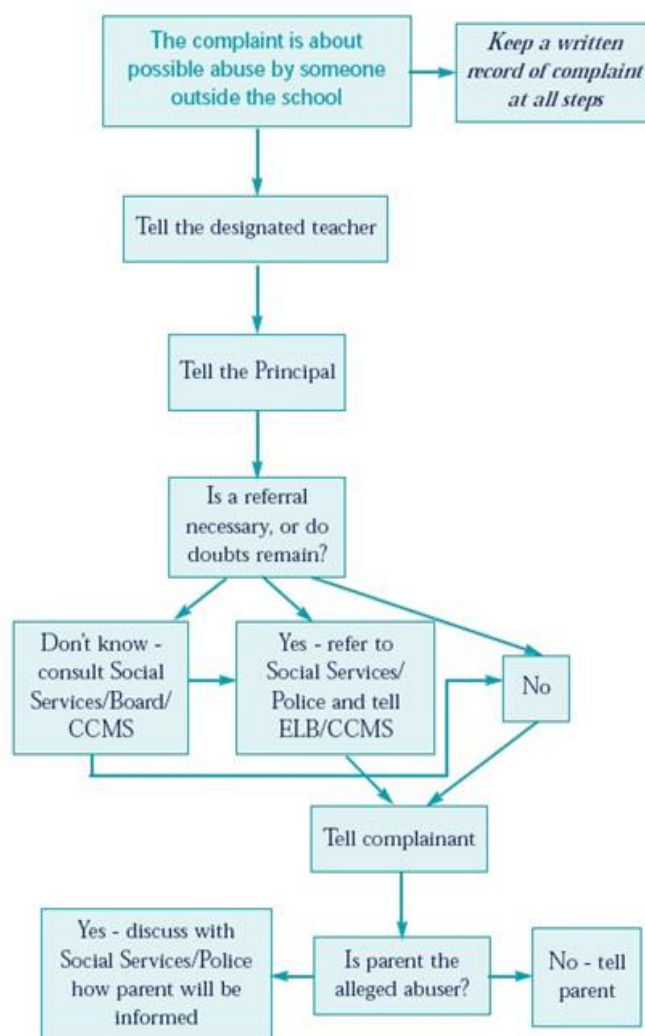 The complaint is about
possible abuse by someone
outside the school
Keep a written
record of complaint
at all steps
Tell the designated teacher
Tell the Principal
Is a referral
necessary, or do
doubts remain?
Don't know -
consult Social
Services/Board/
CCMS
Yes - refer to
Social Services/
Police and tell
ELB/CCMS
No
Tell complainant
Yes - discuss with
Social Services/Police
how parent will be
informed
Is parent the
alleged abuser?
No - tell
parent